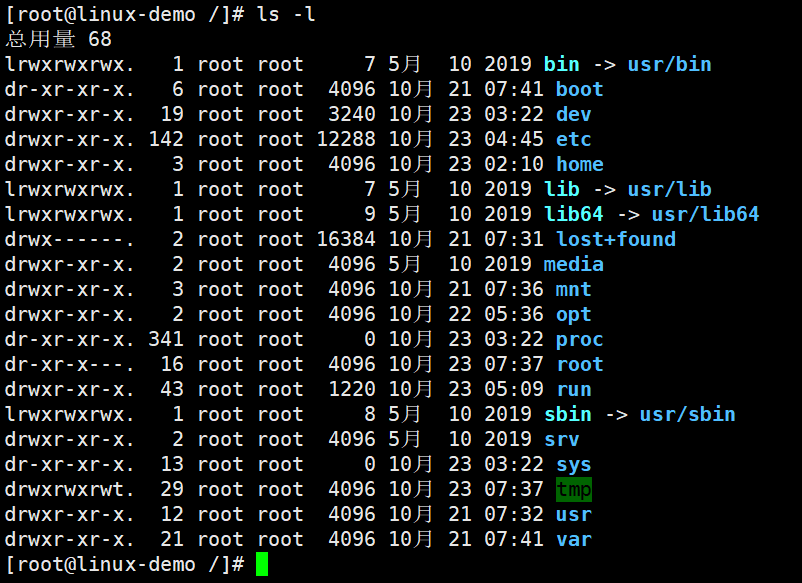 [root@linux-demo /]# ls -l
总用量 68
lrwxrwxrwx.   1 root root     7 5月  10 2019 bin -> usr/bin
dr-xr-xr-x.   6 root root  4096 10月 21 07:41 boot
drwxr-xr-x.  19 root root  3240 10月 23 03:22 dev
drwxr-xr-x. 142 root root 12288 10月 23 04:45 etc
drwxr-xr-x.   3 root root  4096 10月 23 02:10 home
lrwxrwxrwx.   1 root root     7 5月  10 2019 lib -> usr/lib
lrwxrwxrwx.   1 root root     9 5月  10 2019 lib64 -> usr/lib64
drwx------.   2 root root 16384 10月 21 07:31 lost+found
drwxr-xr-x.   2 root root  4096 5月  10 2019 media
drwxr-xr-x.   3 root root  4096 10月 21 07:36 mnt
drwxr-xr-x.   2 root root  4096 10月 22 05:36 opt
dr-xr-xr-x. 341 root root     0 10月 23 03:22 proc
dr-xr-x---.  16 root root  4096 10月 23 07:37 root
drwxr-xr-x.  43 root root  1220 10月 23 05:09 run
lrwxrwxrwx.   1 root root     8 5月  10 2019 sbin -> usr/sbin
drwxr-xr-x.   2 root root  4096 5月  10 2019 srv
dr-xr-xr-x.  13 root root     0 10月 23 03:22 sys
drwxrwxrwt.  29 root root  4096 10月 23 07:37 tmp
drwxr-xr-x.  12 root root  4096 10月 21 07:32 usr
drwxr-xr-x.  21 root root  4096 10月 21 07:41 var
[root@linux-demo /]#